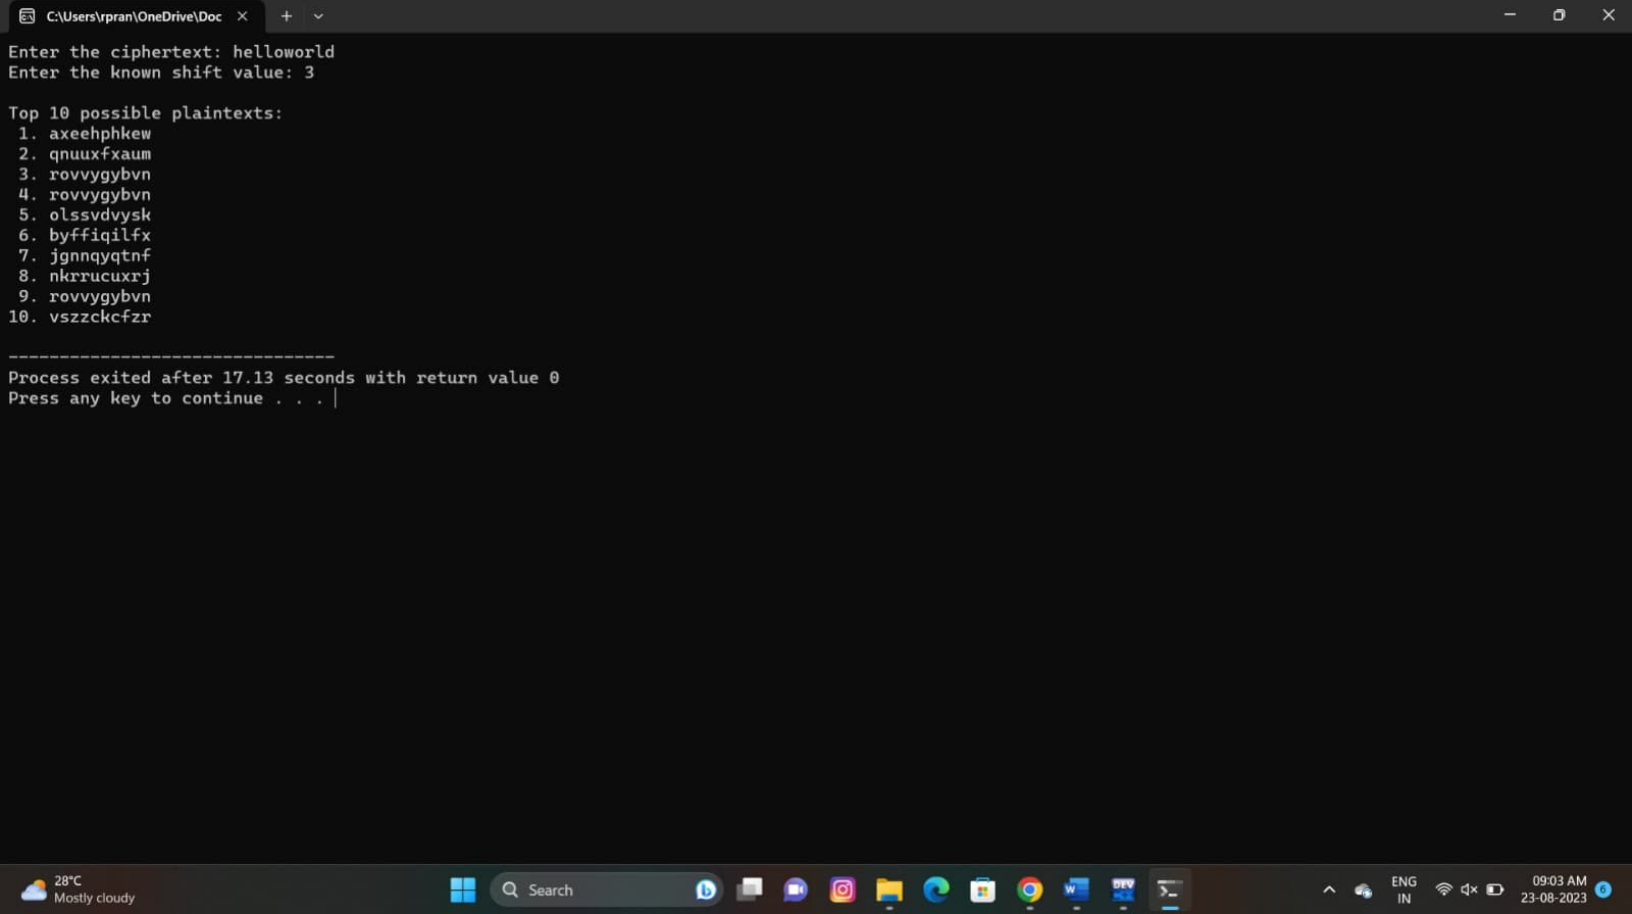 C:\Users\rpran\OneDrive\Doc
Enter the ciphertext: helloworld
Enter the known shift value: 3
Top 10 possible plaintexts:
1. axeehphkew
2. qnuuxfxaum
3. rovvygybvn
4. rovvygybvn
5. olssvdvysk
6. byffiqilfx
7. jgnnqyqtnf
8. nkrrucuxrj
9. rovvygybvn
10. vszzckcfzr
--------------------------------
Process exited after 17.13 seconds with return value 0
Press any key to continue . . .
28°C
Mostly cloudy
Search
DEV
ENG
IN
09:03 AM
23-08-2023
6